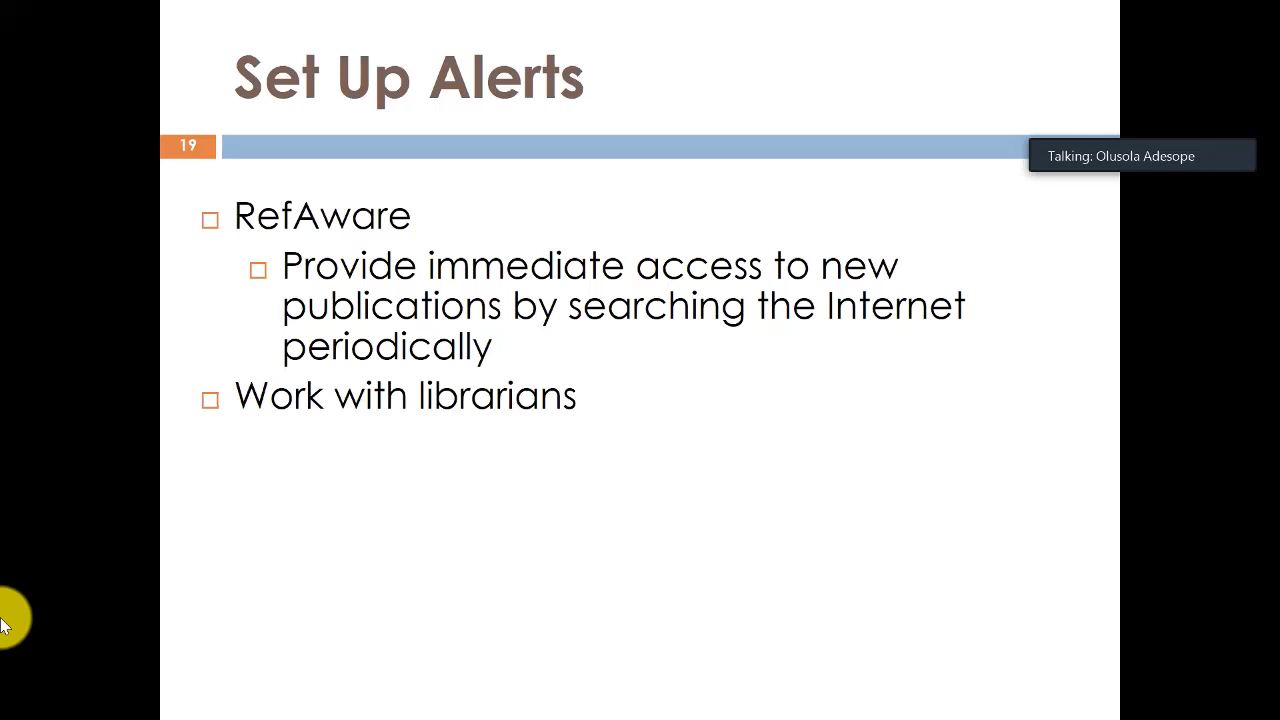 Set Up Alerts
19
Talking: Olusola Adesope
RefAware
Provide immediate access to new
publications by searching the Internet
periodically
Work with librarians